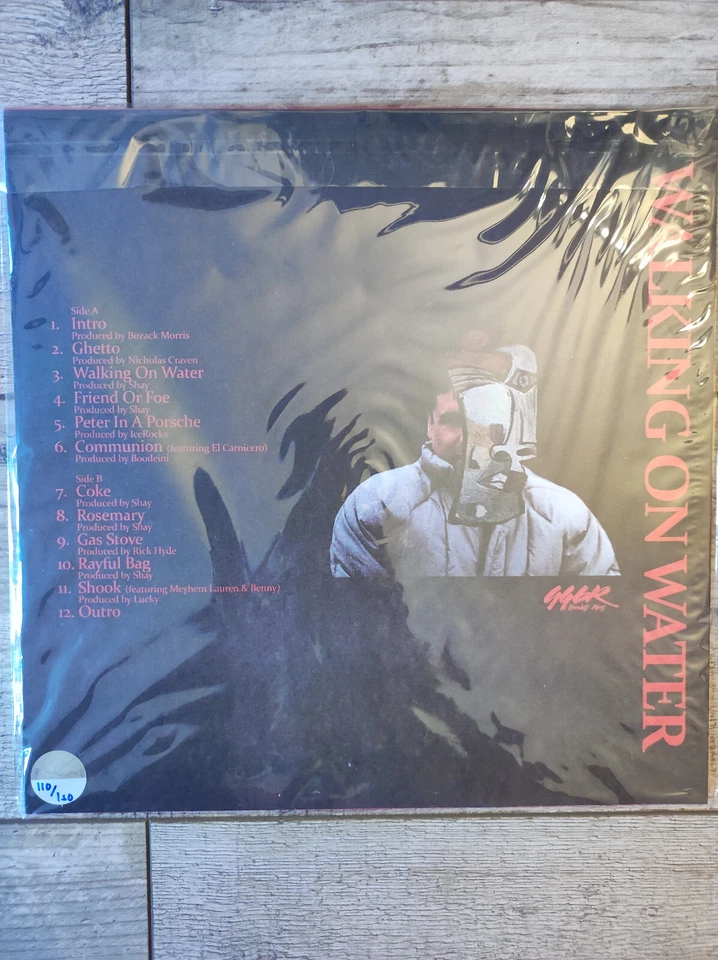 Side A
1. Intro
Produced by Bozack Morris
2. Ghetto
Produced by Nicholas Craven
3. Walking On Water
Produced by Shay
4. Friend Or Foe
Produced by Shay
5. Peter In A Porsche
Produced by IceRocks
6. Communion (featuring El Carnicero)
Produced by Boudeini
Side B
7. Coke
Produced by Shay
8. Rosemary
Produced by Shay
9. Gas Stove
Produced by Rick Hyde
10. Rayful Bag
Produced by Shay
11. Shook (featuring Meyhem Lauren & Benny)
Produced by Lucky
12. Outro
WALKING ON WATER
110/120